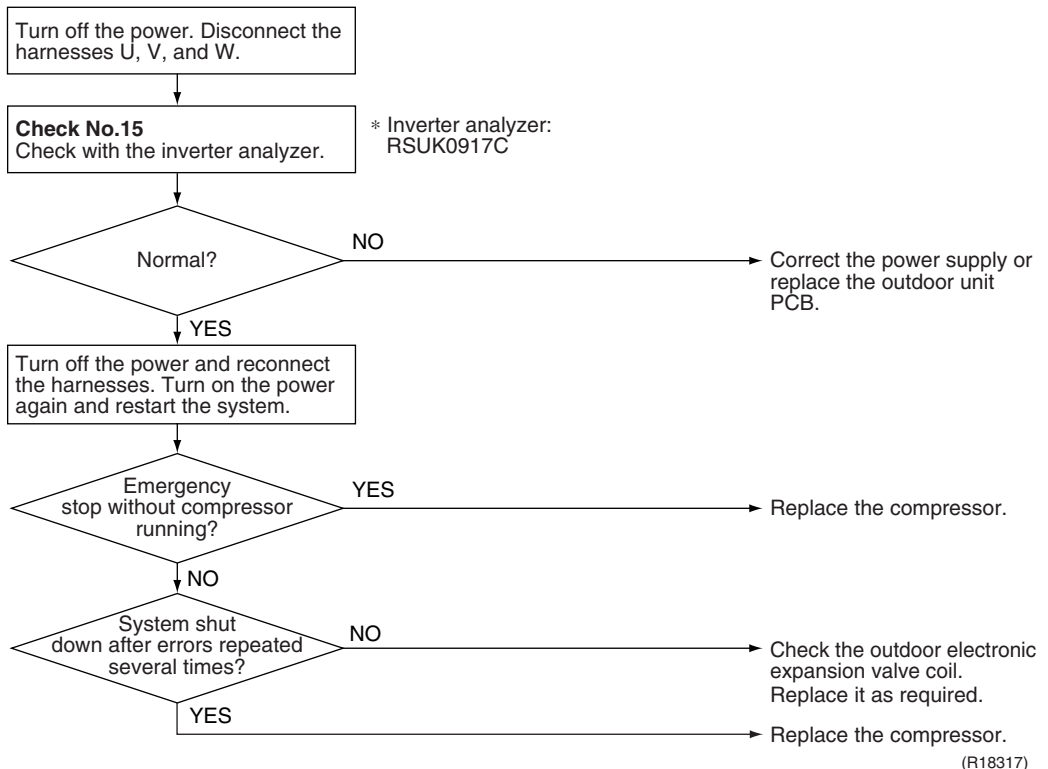 Turn off the power. Disconnect the
harnesses U, V, and W.
Check No.15
Check with the inverter analyzer.
* Inverter analyzer:
RSUK0917C
Normal?
NO
Correct the power supply or
replace the outdoor unit
PCB.
YES
Turn off the power and reconnect
the harnesses. Turn on the power
again and restart the system.
Emergency
stop without compressor
running?
YES
Replace the compressor.
NO
System shut
down after errors repeated
several times?
NO
Check the outdoor electronic
expansion valve coil.
Replace it as required.
YES
Replace the compressor.
(R18317)